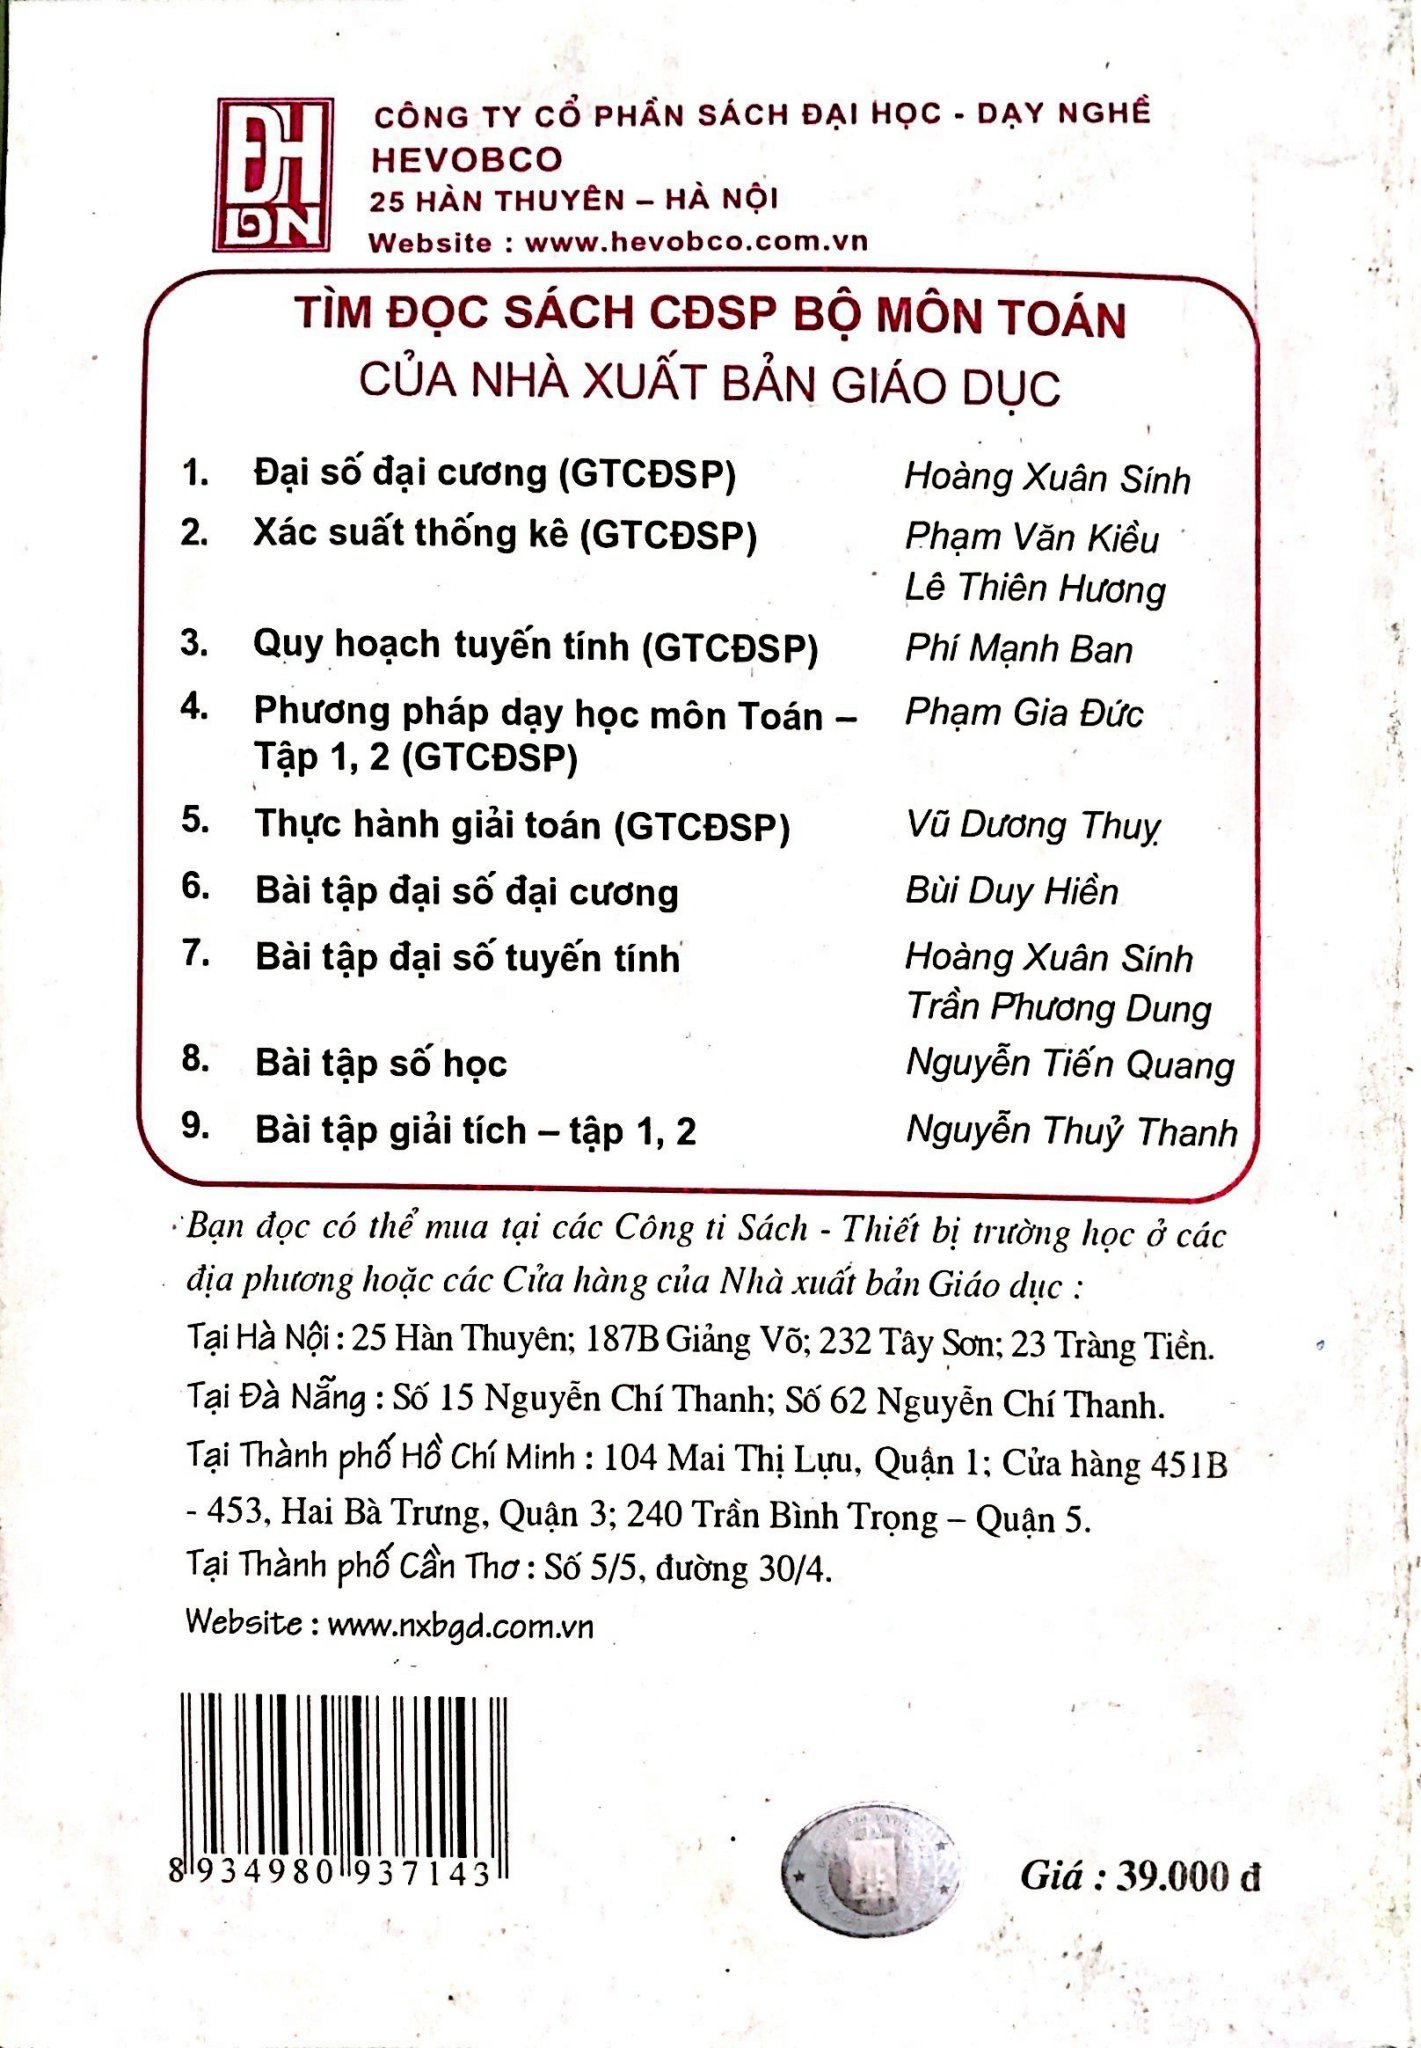 ĐH
DN
CÔNG TY CỔ PHẦN SÁCH ĐẠI HỌC - DẠY NGHỀ
HEVOBCO
25 HÀN THUYÊN – HÀ NỘI
Website : www.hevobco.com.vn
TÌM ĐỌC SÁCH CĐSP BỘ MÔN TOÁN
CỦA NHÀ XUẤT BẢN GIÁO DỤC
1. Đại số đại cương (GTCĐSP) Hoàng Xuân Sính
2. Xác suất thống kê (GTCĐSP) Phạm Văn Kiều
Lê Thiên Hương
3. Quy hoạch tuyến tính (GTCĐSP) Phí Mạnh Ban
4. Phương pháp dạy học môn Toán – Phạm Gia Đức
Tập 1, 2 (GTCĐSP)
5. Thực hành giải toán (GTCĐSP) Vũ Dương Thuỵ
6. Bài tập đại số đại cương Bùi Duy Hiền
7. Bài tập đại số tuyến tính Hoàng Xuân Sính
Trần Phương Dung
8. Bài tập số học Nguyễn Tiến Quang
9. Bài tập giải tích – tập 1, 2 Nguyễn Thuỷ Thanh
Bạn đọc có thể mua tại các Công ti Sách - Thiết bị trường học ở các
địa phương hoặc các Cửa hàng của Nhà xuất bản Giáo dục :
Tại Hà Nội : 25 Hàn Thuyên; 187B Giảng Võ; 232 Tây Sơn; 23 Tràng Tiền.
Tại Đà Nẵng : Số 15 Nguyễn Chí Thanh; Số 62 Nguyễn Chí Thanh.
Tại Thành phố Hồ Chí Minh : 104 Mai Thị Lựu, Quận 1; Cửa hàng 451B
- 453, Hai Bà Trưng, Quận 3; 240 Trần Bình Trọng – Quận 5.
Tại Thành phố Cần Thơ : Số 5/5, đường 30/4.
Website : www.nxbgd.com.vn
8 934980 937143
Giá : 39.000 đ